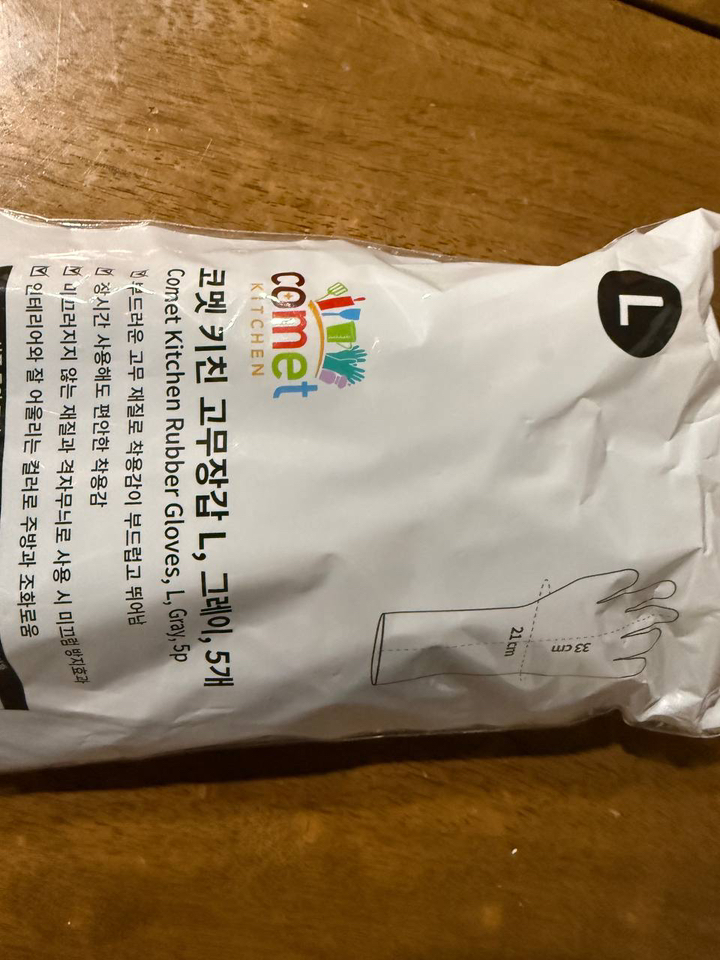 L
comet
KITCHEN
코멧 키친 고무장갑 L, 그레이, 5개
Comet Kitchen Rubber Gloves, L, Gray, 5p
부드러운 고무 재질로 착용감이 부드럽고 뛰어남
장시간 사용해도 편안한 착용감
미끄러지지 않는 재질과 격자무늬로 사용 시 미끄럼 방지효과
인테리어와 잘 어울리는 컬러로 주방과 조화로움
33 cm
21 cm